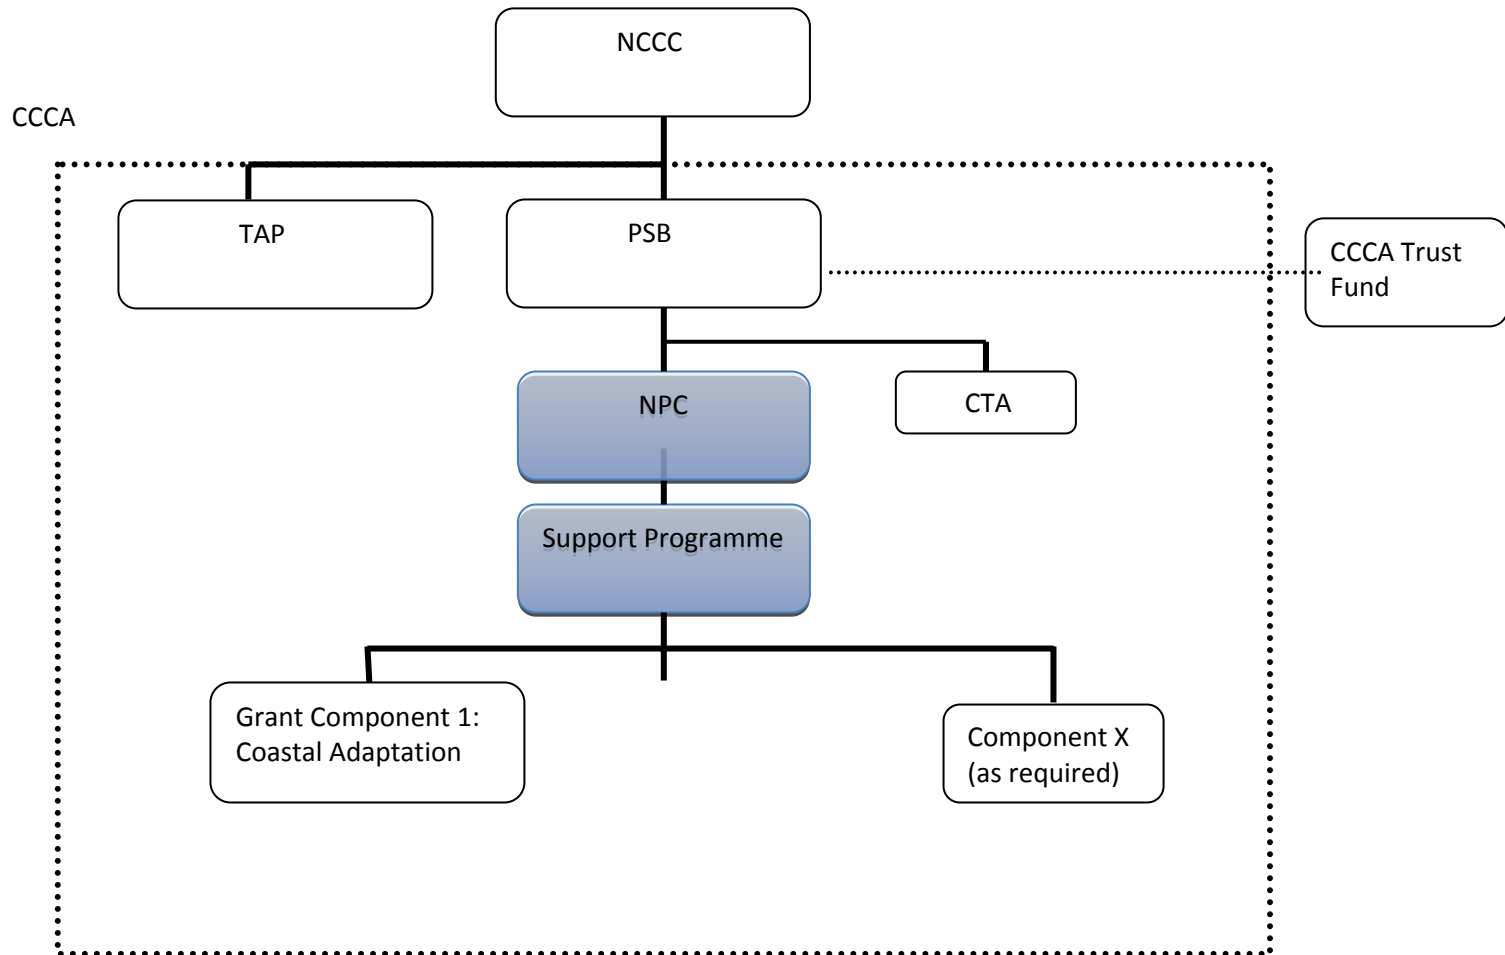 NCCC
CCCA
TAP
PSB
CCCA Trust
Fund
NPC
CTA
Support Programme
Grant Component 1:
Coastal Adaptation
Component X
(as required)